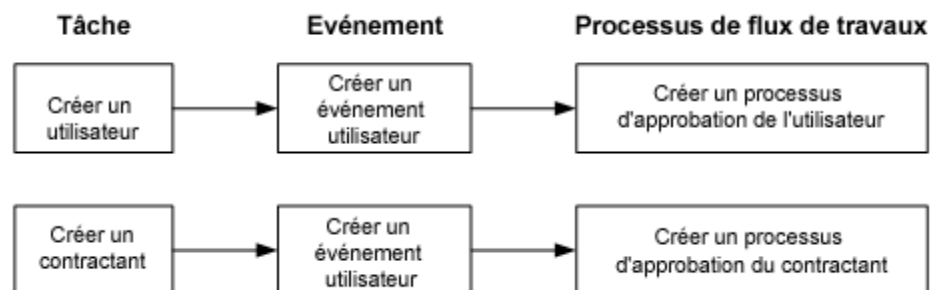 Tâche
Evénement
Processus de flux de travaux
Créer un
utilisateur
Créer un
événement
utilisateur
Créer un processus
d'approbation de l'utilisateur
Créer un
contractant
Créer un
événement
utilisateur
Créer un processus
d'approbation du contractant